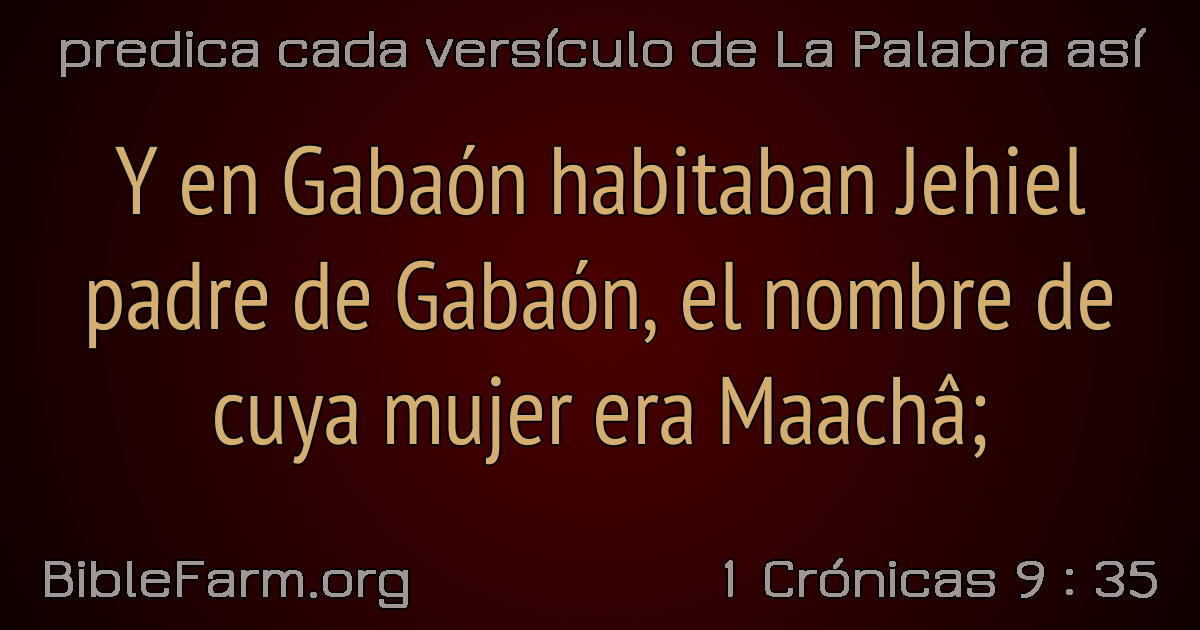 predica cada versículo de La Palabra así
Y en Gabaón habitaban Jehiel
padre de Gabaón, el nombre de
cuya mujer era Maachâ;
BibleFarm.org
1 Crónicas 9 : 35